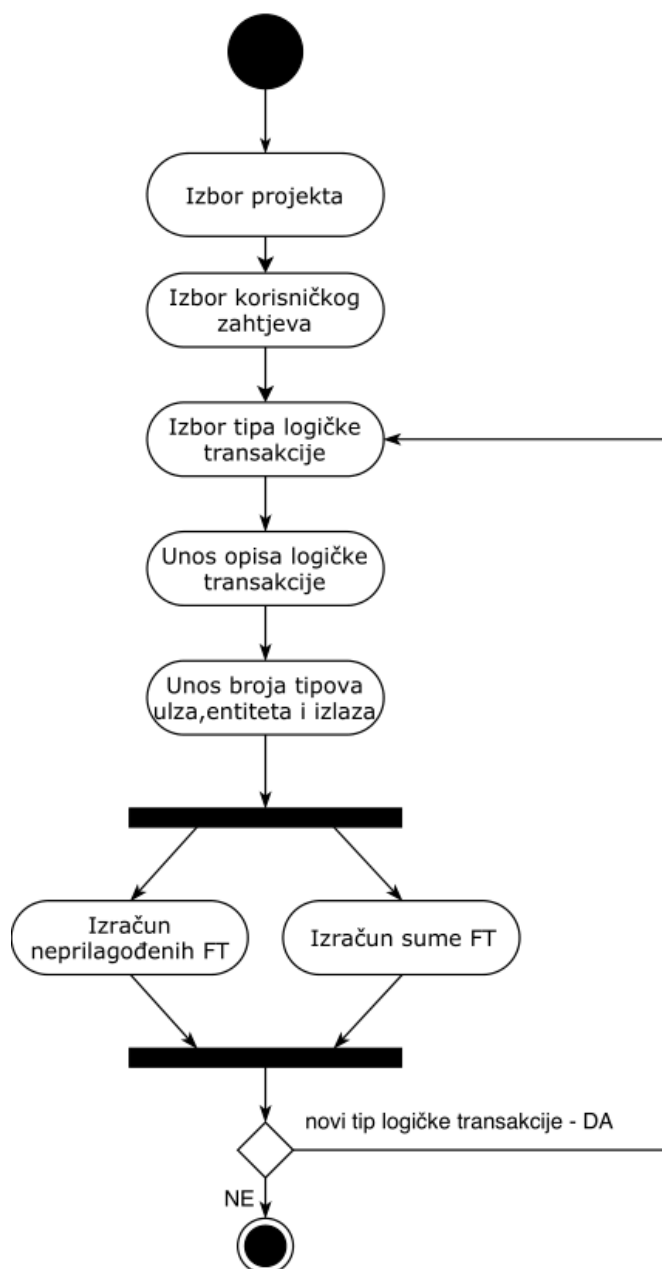 Izbor projekta
Izbor korisničkog
zahtjeva
Izbor tipa logičke
transakcije
Unos opisa logičke
transakcije
Unos broja tipova
ulza,entiteta i izlaza
Izračun
neprilagođenih FT
Izračun sume FT
novi tip logičke transakcije - DA
NE